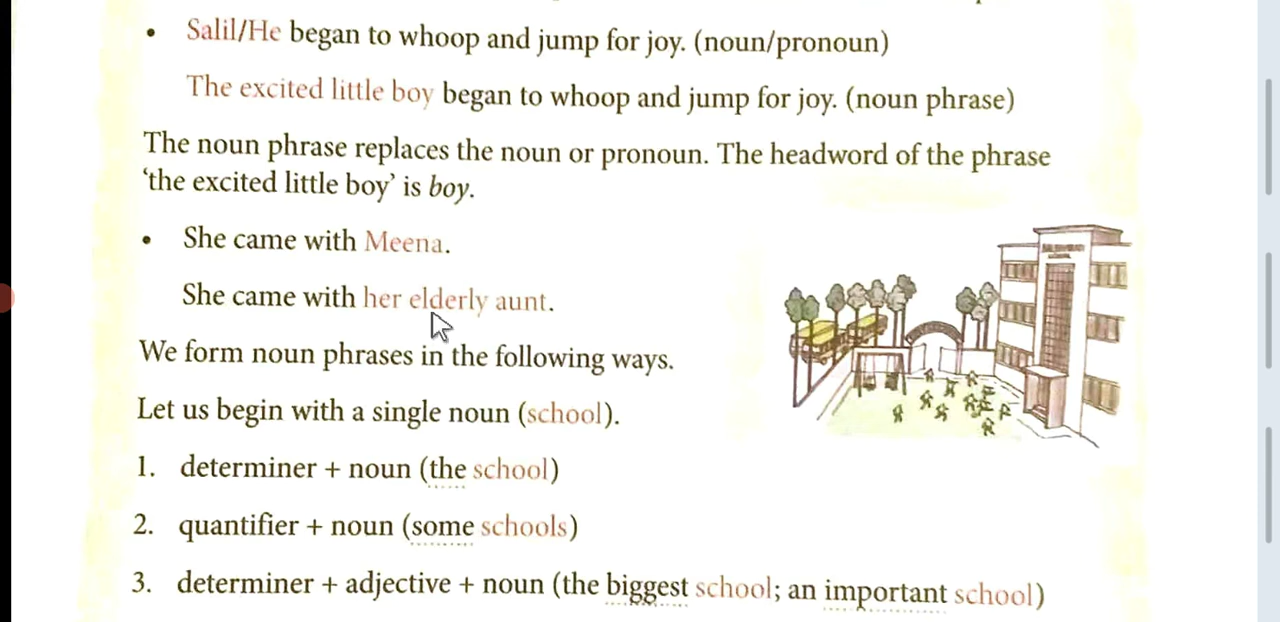 • Salil/He began to whoop and jump for joy. (noun/pronoun)
The excited little boy began to whoop and jump for joy. (noun phrase)
The noun phrase replaces the noun or pronoun. The headword of the phrase
‘the excited little boy’ is boy.
• She came with Meena.
She came with her elderly aunt.
We form noun phrases in the following ways.
Let us begin with a single noun (school).
1. determiner + noun (the school)
2. quantifier + noun (some schools)
3. determiner + adjective + noun (the biggest school; an important school)